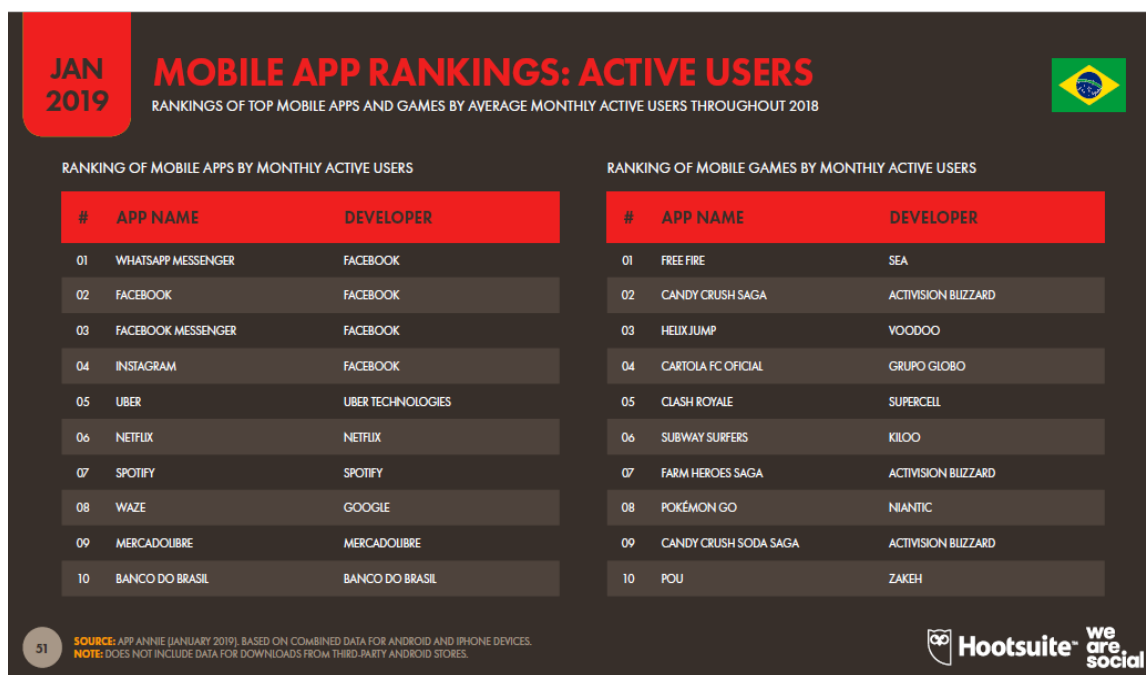 JAN
2019
MOBILE APP RANKINGS: ACTIVE USERS
RANKINGS OF TOP MOBILE APPS AND GAMES BY AVERAGE MONTHLY ACTIVE USERS THROUGHOUT 2018
RANKING OF MOBILE APPS BY MONTHLY ACTIVE USERS
# APP NAME DEVELOPER
01 WHATSAPP MESSENGER FACEBOOK
02 FACEBOOK FACEBOOK
03 FACEBOOK MESSENGER FACEBOOK
04 INSTAGRAM FACEBOOK
05 UBER UBER TECHNOLOGIES
06 NETFLIX NETFLIX
07 SPOTIFY SPOTIFY
08 WAZE GOOGLE
09 MERCADOLIBRE MERCADOLIBRE
10 BANCO DO BRASIL BANCO DO BRASIL
RANKING OF MOBILE GAMES BY MONTHLY ACTIVE USERS
# APP NAME DEVELOPER
01 FREE FIRE SEA
02 CANDY CRUSH SAGA ACTIVISION BLIZZARD
03 HELIX JUMP VOODOO
04 CARTOLA FC OFICIAL GRUPO GLOBO
05 CLASH ROYALE SUPERCELL
06 SUBWAY SURFERS KILOO
07 FARM HEROES SAGA ACTIVISION BLIZZARD
08 POKÉMON GO NIANTIC
09 CANDY CRUSH SODA SAGA ACTIVISION BLIZZARD
10 POU ZAKEH
51
SOURCE: APP ANNIE (JANUARY 2019). BASED ON COMBINED DATA FOR ANDROID AND IPHONE DEVICES.
NOTE: DOES NOT INCLUDE DATA FOR DOWNLOADS FROM THIRD-PARTY ANDROID STORES.
Hootsuite™
we
are.
social